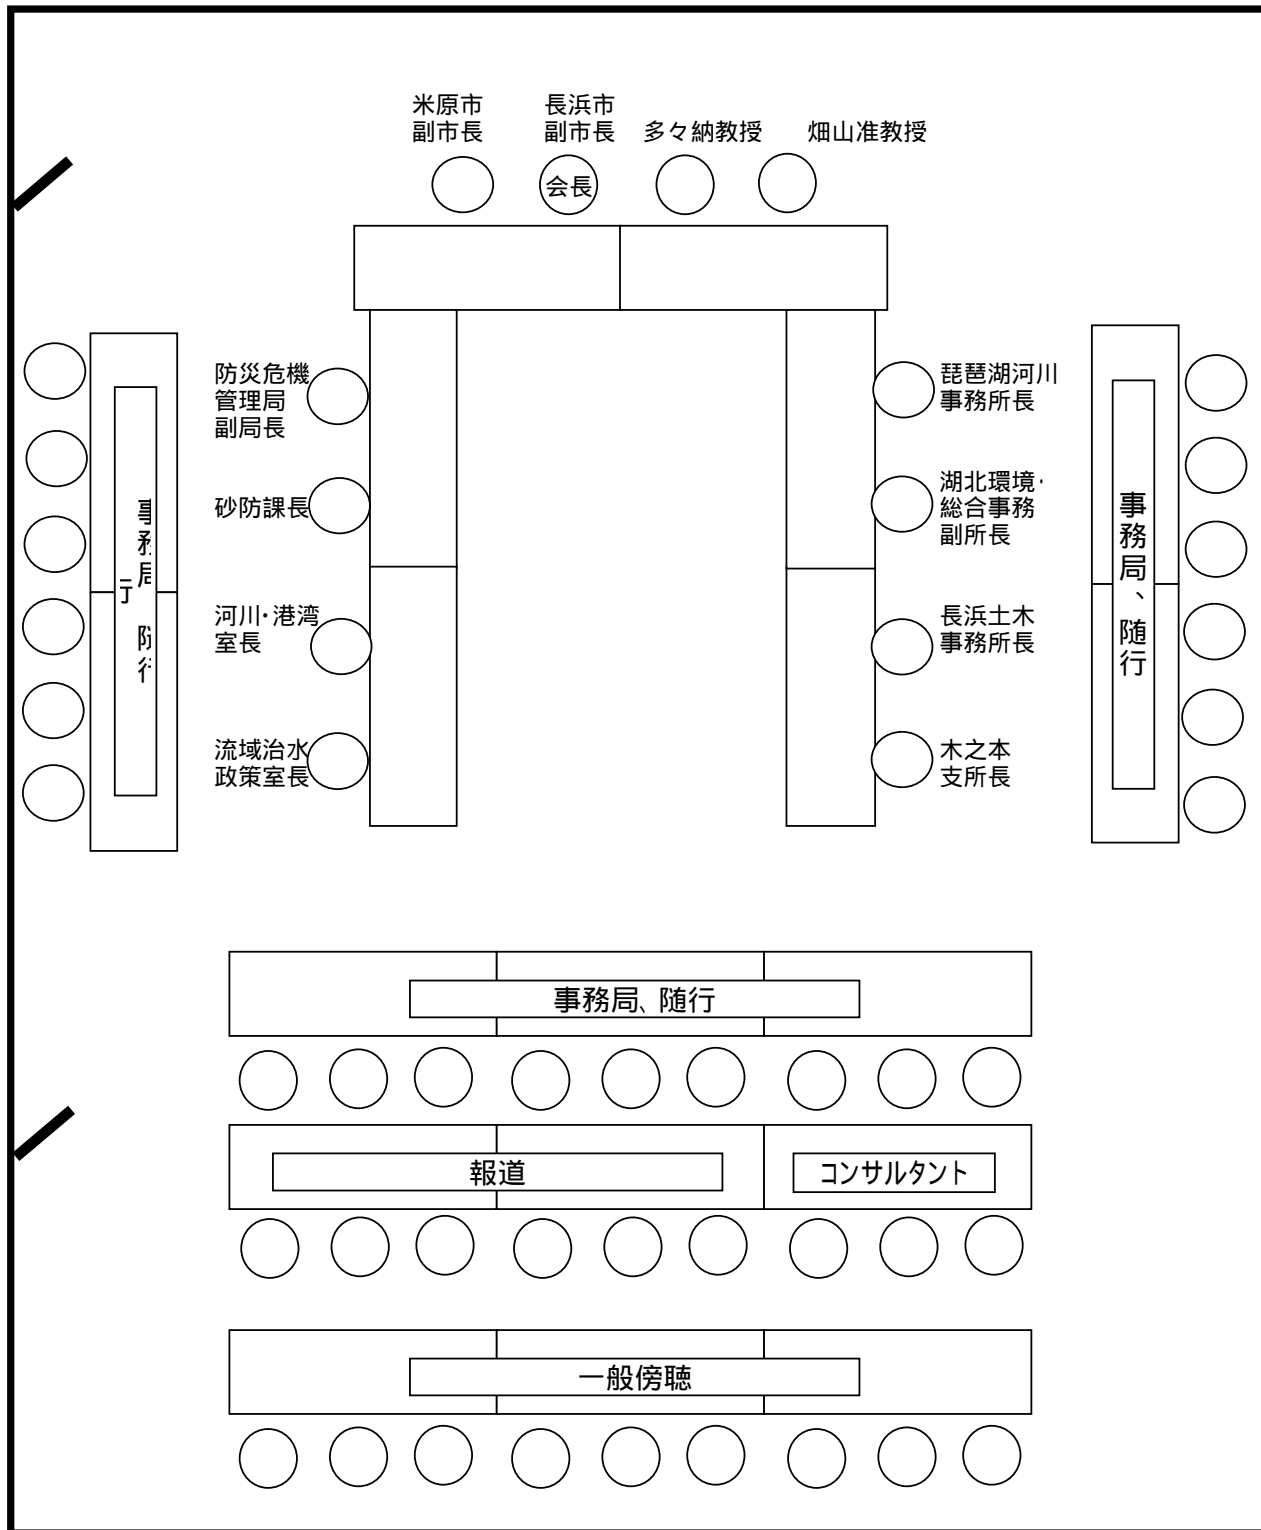 米原市
副市長
長浜市
副市長
多々納教授
畑山准教授
会長
防災危機
管理局
副局長
琵琶湖河川
事務所長
砂防課長
湖北環境・
総合事務
副所長
河川・港湾
室長
長浜土木
事務所長
流域治水
政策室長
木之本
支所長
事務局 随行
事務局、随行
事務局、随行
報道
コンサルタント
一般傍聴